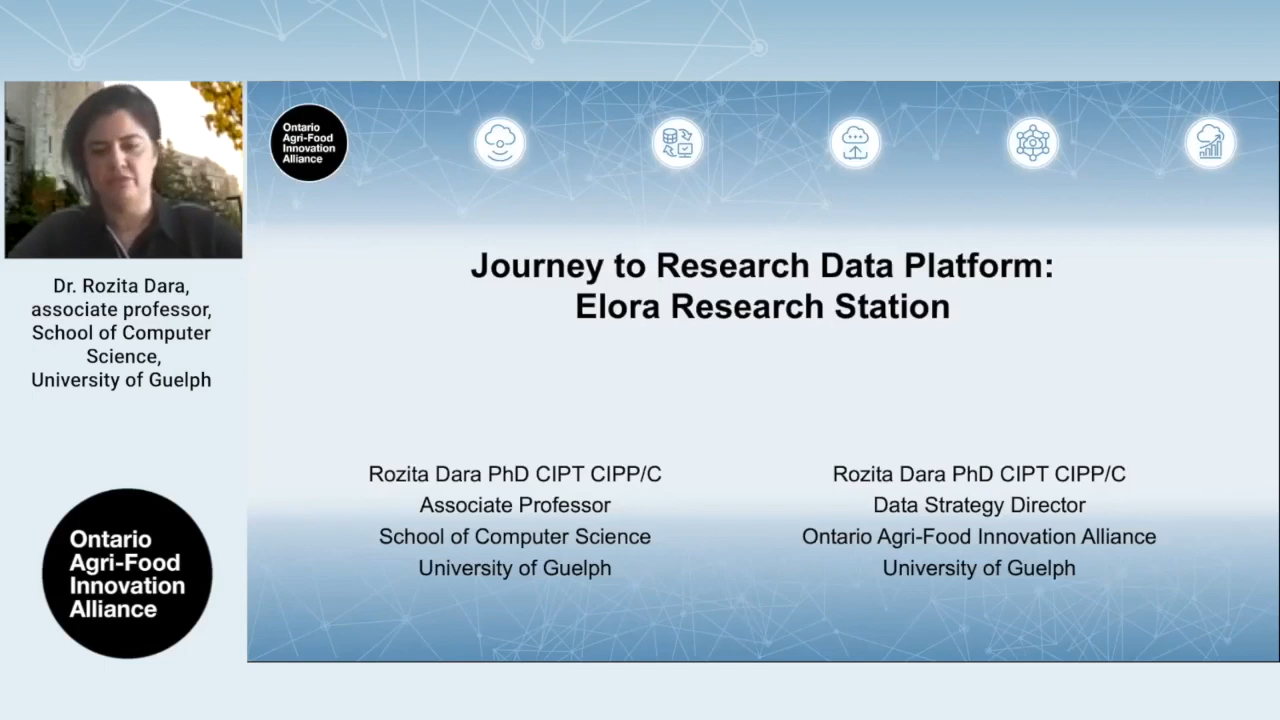 Ontario
Agri-Food
Innovation
Alliance
Journey to Research Data Platform:
Elora Research Station
Dr. Rozita Dara,
associate professor,
School of Computer
Science,
University of Guelph
Rozita Dara PhD CIPT CIPP/C
Associate Professor
School of Computer Science
University of Guelph
Rozita Dara PhD CIPT CIPP/C
Data Strategy Director
Ontario Agri-Food Innovation Alliance
University of Guelph
Ontario
Agri-Food
Innovation
Alliance